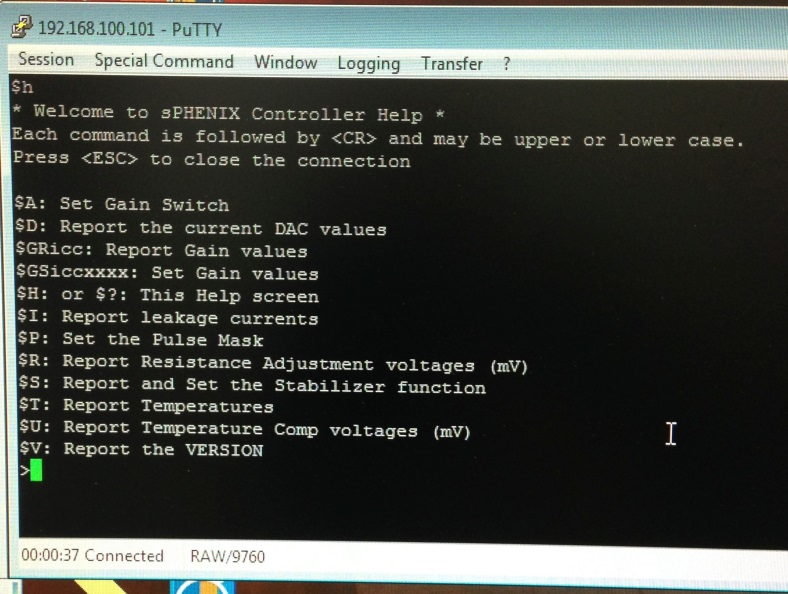 192.168.100.101 - PuTTY
Session Special Command Window Logging Transfer ?
$h
* Welcome to sPHENIX Controller Help *
Each command is followed by <CR> and may be upper or lower case.
Press <ESC> to close the connection
$A: Set Gain Switch
$D: Report the current DAC values
$GRicc: Report Gain values
$GSiccxxxx: Set Gain values
$H: or $?: This Help screen
$I: Report leakage currents
$P: Set the Pulse Mask
$R: Report Resistance Adjustment voltages (mV)
$S: Report and Set the Stabilizer function
$T: Report Temperatures
$U: Report Temperature Comp voltages (mV)
$V: Report the VERSION
>
00:00:37 Connected RAW/9760